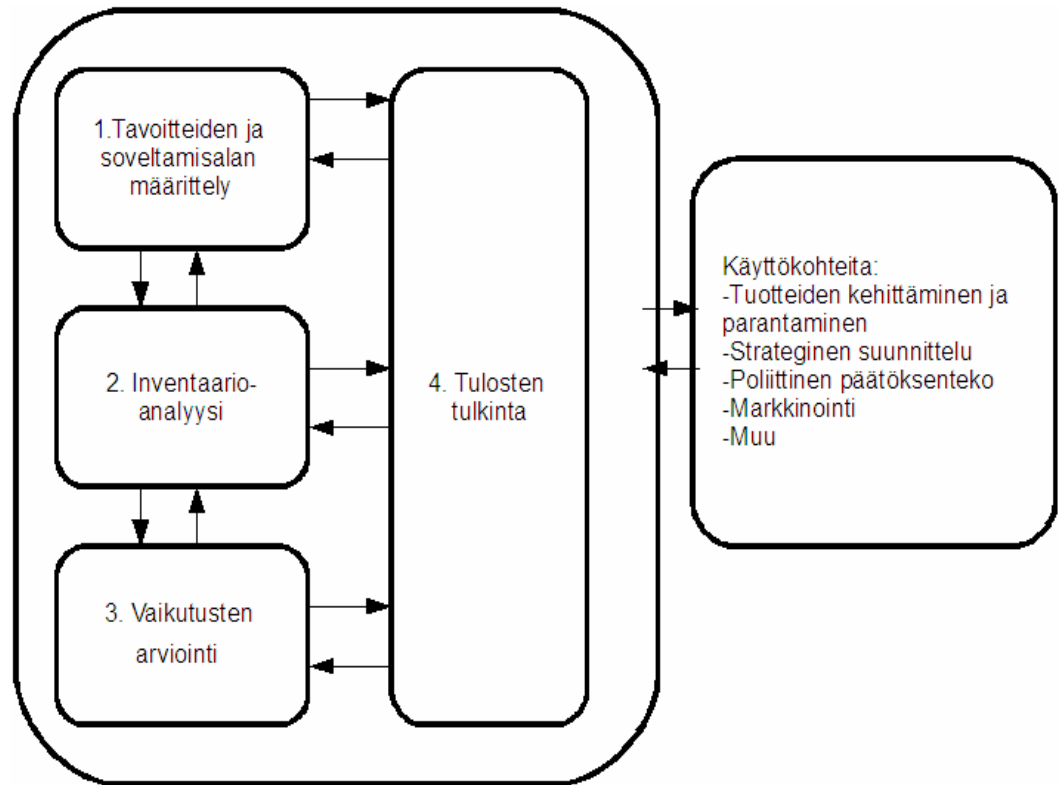 1.Tavoitteiden ja
soveltamisalan
määrittely
2. Inventaario-
analyysi
3. Vaikutusten
arviointi
4. Tulosten
tulkinta
Käyttökohteita:
-Tuotteiden kehittäminen ja
parantaminen
-Strateginen suunnittelu
-Poliittinen päätöksenteko
-Markkinointi
-Muu